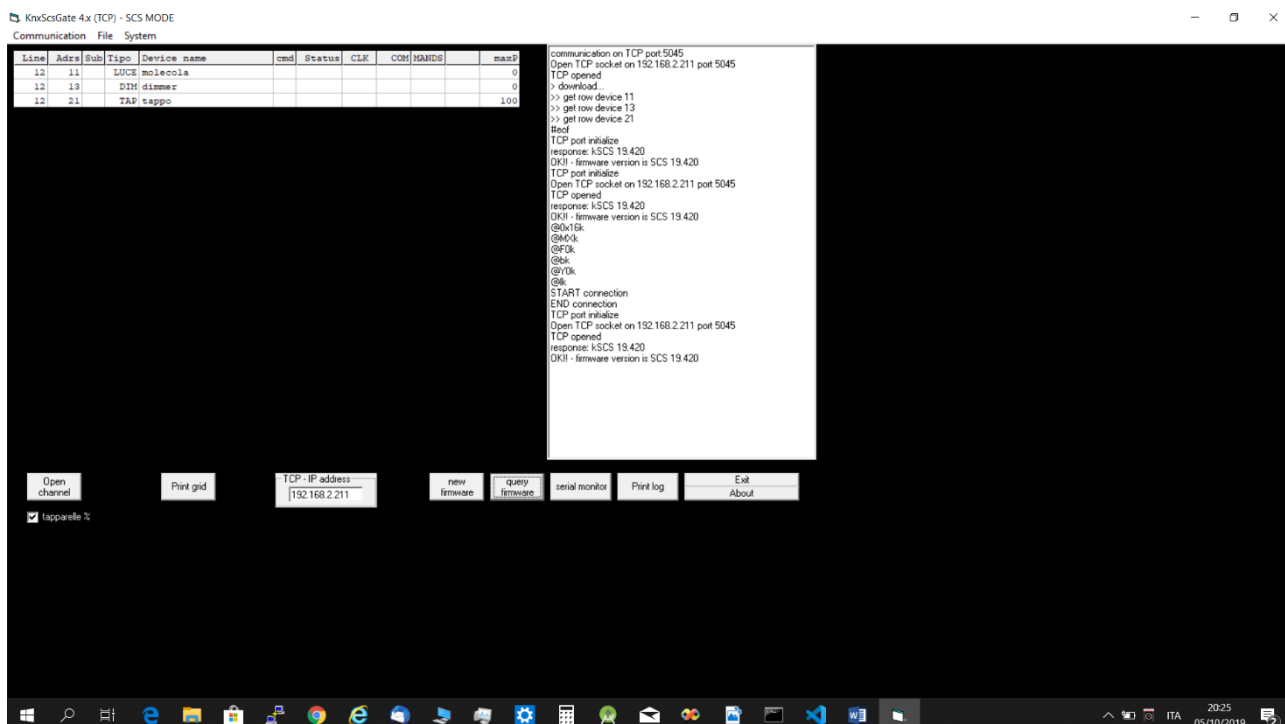 KnxScsGate 4.x (TCP) - SCS MODE
Communication File System
Line Adrs Sub Tipo Device name cmd Status CLK COM MANDS maxP
12 11 LUCE molecola 0
12 13 DIM dimmer 0
12 21 TAP tappo 100
communication on TCP port:5045
Open TCP socket on 192.168.2.211 port 5045
TCP opened
> download...
>> get row device 11
>> get row device 13
>> get row device 21
#eof
TCP port initialize
response: kSCS 19.420
OK!! - firmware version is SCS 19.420
TCP port initialize
Open TCP socket on 192.168.2.211 port 5045
TCP opened
response: kSCS 19.420
OK!! - firmware version is SCS 19.420
@0x16k
@MXk
@F0k
@bk
@Y0k
@lk
START connection
END connection
TCP port initialize
Open TCP socket on 192.168.2.211 port 5045
TCP opened
response: kSCS 19.420
OK!! - firmware version is SCS 19.420
Open channel
Print grid
TCP - IP address
192.168.2.211
new firmware
query firmware
serial monitor
Print log
Exit
About
tapparelle %
ITA
20:25
05/10/2019